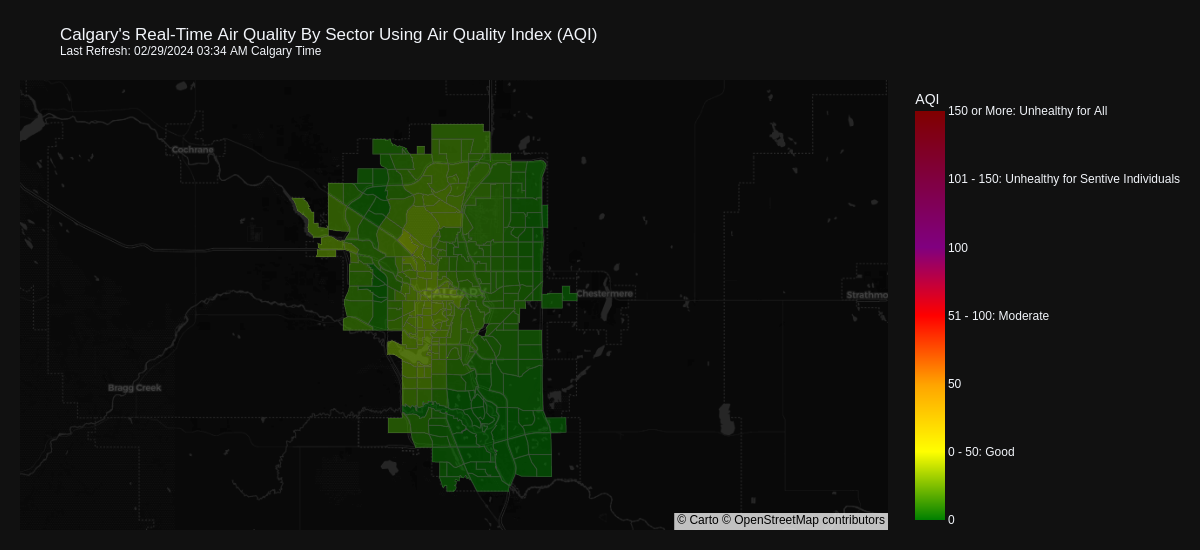 Calgary's Real-Time Air Quality By Sector Using Air Quality Index (AQI)
Last Refresh: 02/29/2024 03:34 AM Calgary Time
AQI
150 or More: Unhealthy for All
Cochrane
101 - 150: Unhealthy for Sentive Individuals
100
CALGARY
Chestermere
Strathmo
51 - 100: Moderate
Bragg Creek
50
0 - 50: Good
© Carto © OpenStreetMap contributors
0